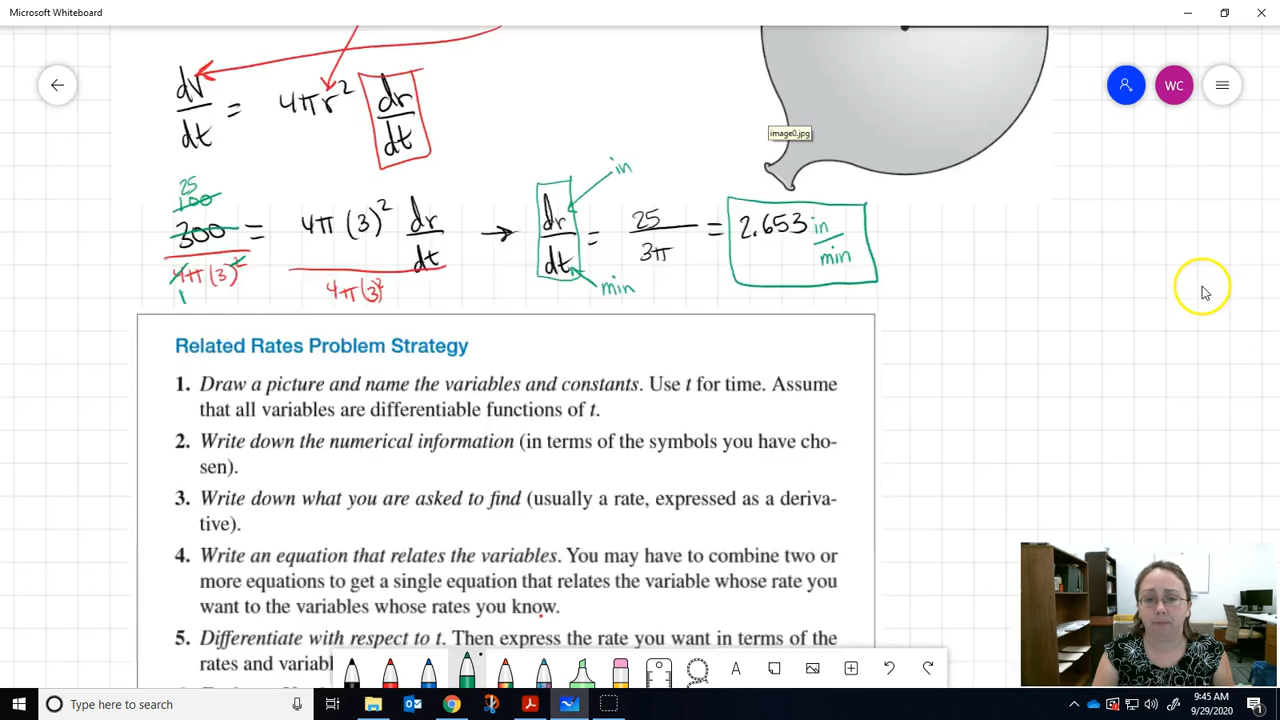 Microsoft Whiteboard
dV/dt = 4πr² dr/dt
image0.jpg
WC
in
25
100
300 = 4π(3)² dr/dt → dr/dt = 25/3π = 2.653 in/min
4π(3)² 4π(3)²
1
min
Related Rates Problem Strategy
1. Draw a picture and name the variables and constants. Use t for time. Assume
that all variables are differentiable functions of t.
2. Write down the numerical information (in terms of the symbols you have cho-
sen).
3. Write down what you are asked to find (usually a rate, expressed as a deriva-
tive).
4. Write an equation that relates the variables. You may have to combine two or
more equations to get a single equation that relates the variable whose rate you
want to the variables whose rates you know.
5. Differentiate with respect to t. Then express the rate you want in terms of the
rates and variabl
A
Type here to search
9:45 AM
9/29/2020
1